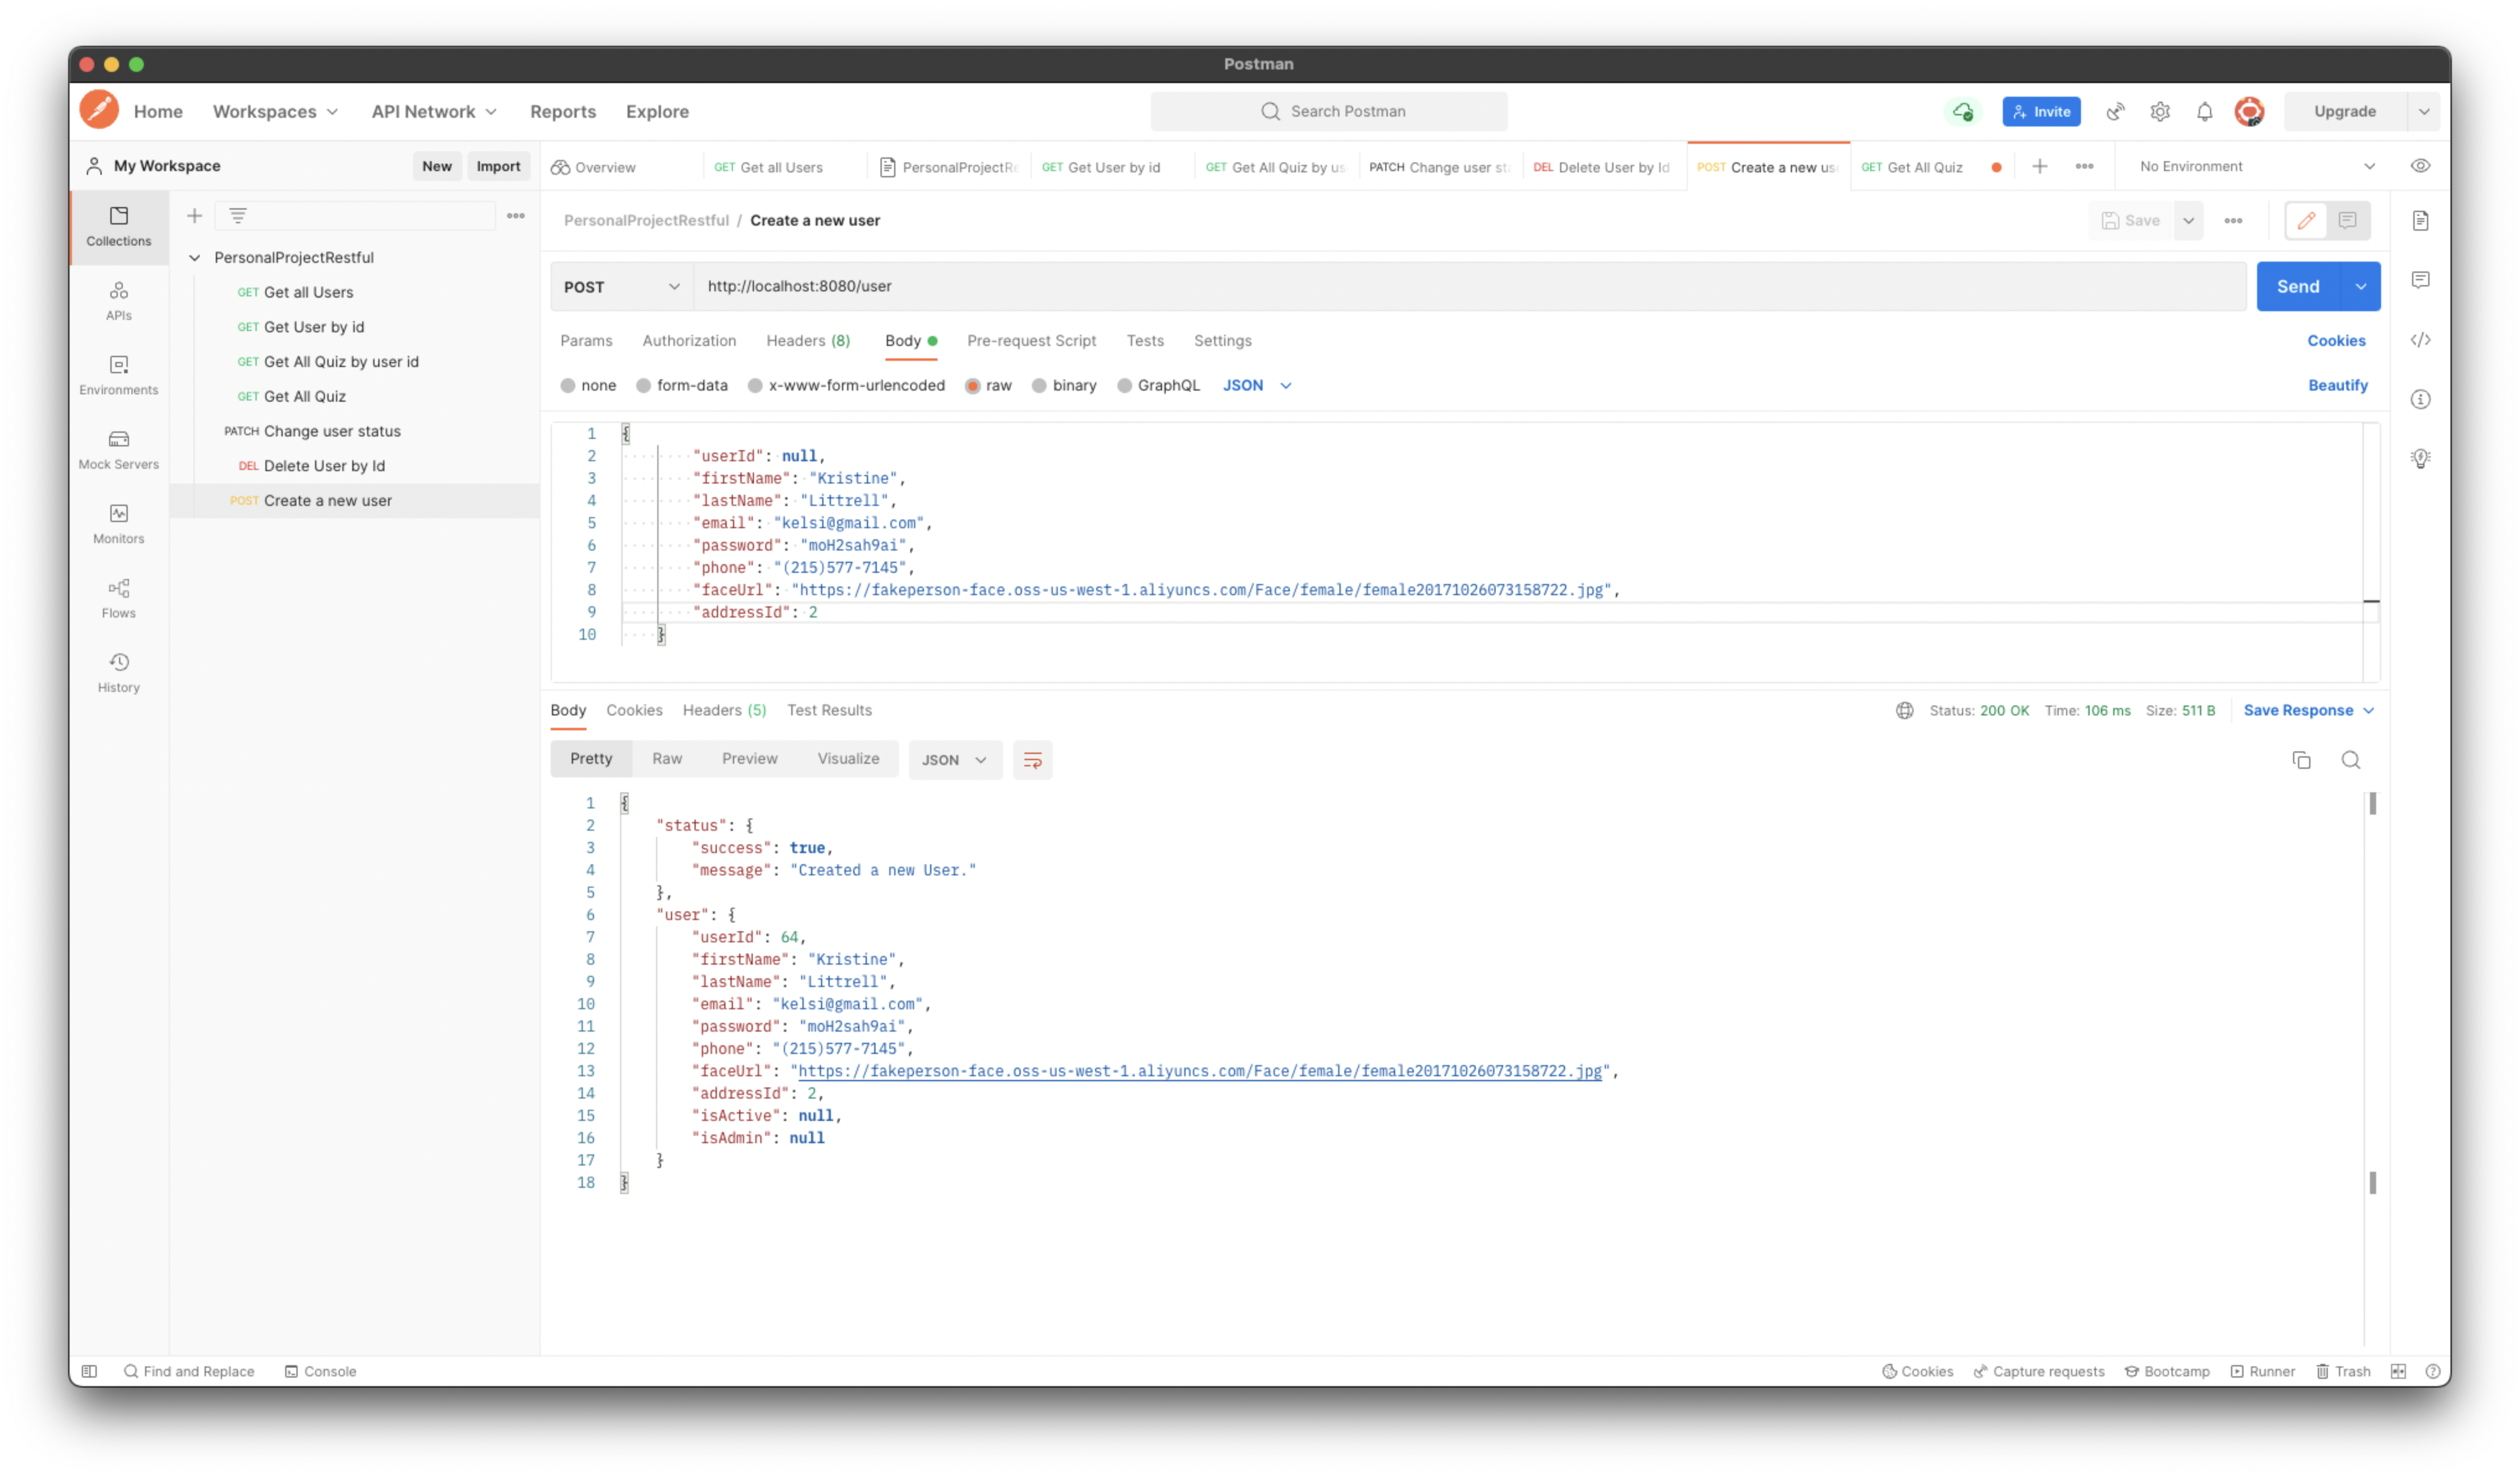 Postman
Home Workspaces API Network Reports Explore Search Postman Invite Upgrade
My Workspace New Import Overview GET Get all Users PersonalProjectRe GET Get User by id GET Get All Quiz by us PATCH Change user sta DEL Delete User by Id POST Create a new us GET Get All Quiz No Environment
Collections
APIs
Environments
Mock Servers
Monitors
Flows
History
PersonalProjectRestful
GET Get all Users
GET Get User by id
GET Get All Quiz by user id
GET Get All Quiz
PATCH Change user status
DEL Delete User by Id
POST Create a new user
PersonalProjectRestful / Create a new user Save
POST http://localhost:8080/user Send
Params Authorization Headers (8) Body Pre-request Script Tests Settings Cookies
none form-data x-www-form-urlencoded raw binary GraphQL JSON Beautify
1 {
2 "userId": null,
3 "firstName": "Kristine",
4 "lastName": "Littrell",
5 "email": "kelsi@gmail.com",
6 "password": "moH2sah9ai",
7 "phone": "(215)577-7145",
8 "faceUrl": "https://fakeperson-face.oss-us-west-1.aliyuncs.com/Face/female/female20171026073158722.jpg",
9 "addressId": 2
10 }
Body Cookies Headers (5) Test Results Status: 200 OK Time: 106 ms Size: 511 B Save Response
Pretty Raw Preview Visualize JSON
1 {
2 "status": {
3 "success": true,
4 "message": "Created a new User."
5 },
6 "user": {
7 "userId": 64,
8 "firstName": "Kristine",
9 "lastName": "Littrell",
10 "email": "kelsi@gmail.com",
11 "password": "moH2sah9ai",
12 "phone": "(215)577-7145",
13 "faceUrl": "https://fakeperson-face.oss-us-west-1.aliyuncs.com/Face/female/female20171026073158722.jpg",
14 "addressId": 2,
15 "isActive": null,
16 "isAdmin": null
17 }
18 }
Find and Replace Console Cookies Capture requests Bootcamp Runner Trash